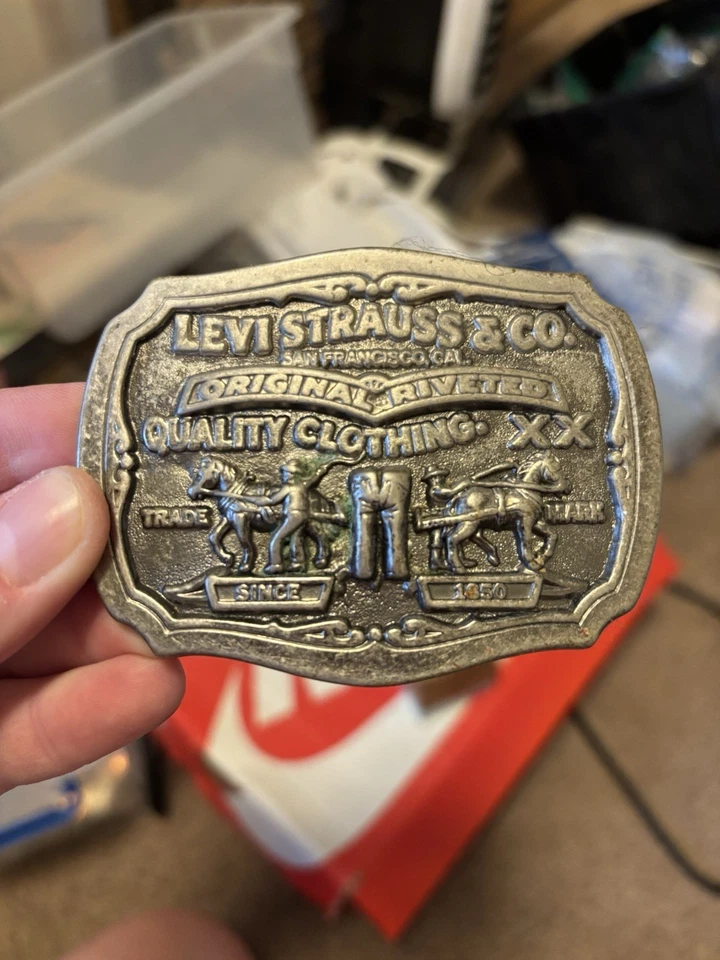 LEVI STRAUSS & CO.
SAN FRANCISCO, CAL.
ORIGINAL RIVETED
QUALITY CLOTHING. XX
TRADE MARK
SINCE 1850